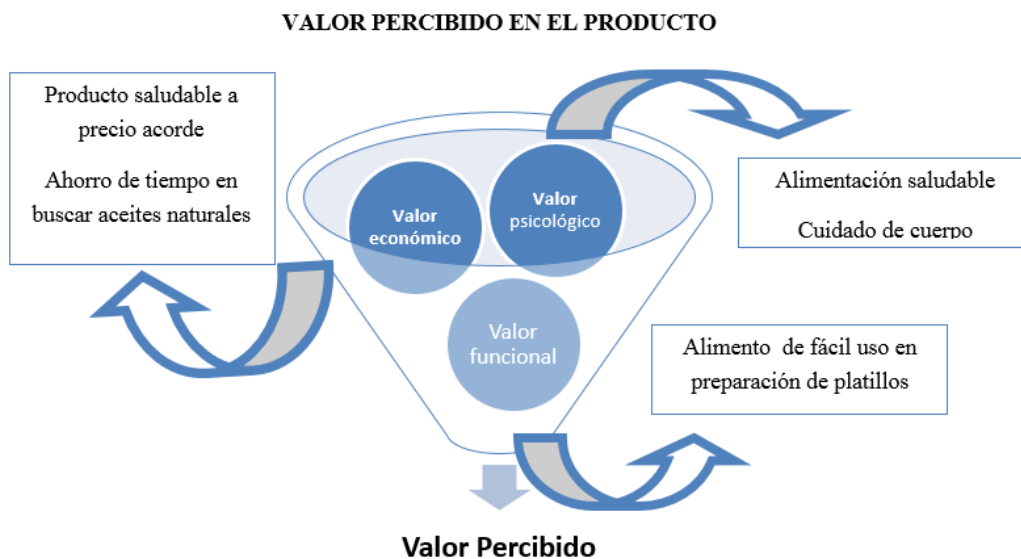 VALOR PERCIBIDO EN EL PRODUCTO
Producto saludable a
precio acorde
Ahorro de tiempo en
buscar aceites naturales
Valor
económico
Valor
psicológico
Alimentación saludable
Cuidado de cuerpo
Valor
funcional
Alimento de fácil uso en
preparación de platillos
Valor Percibido